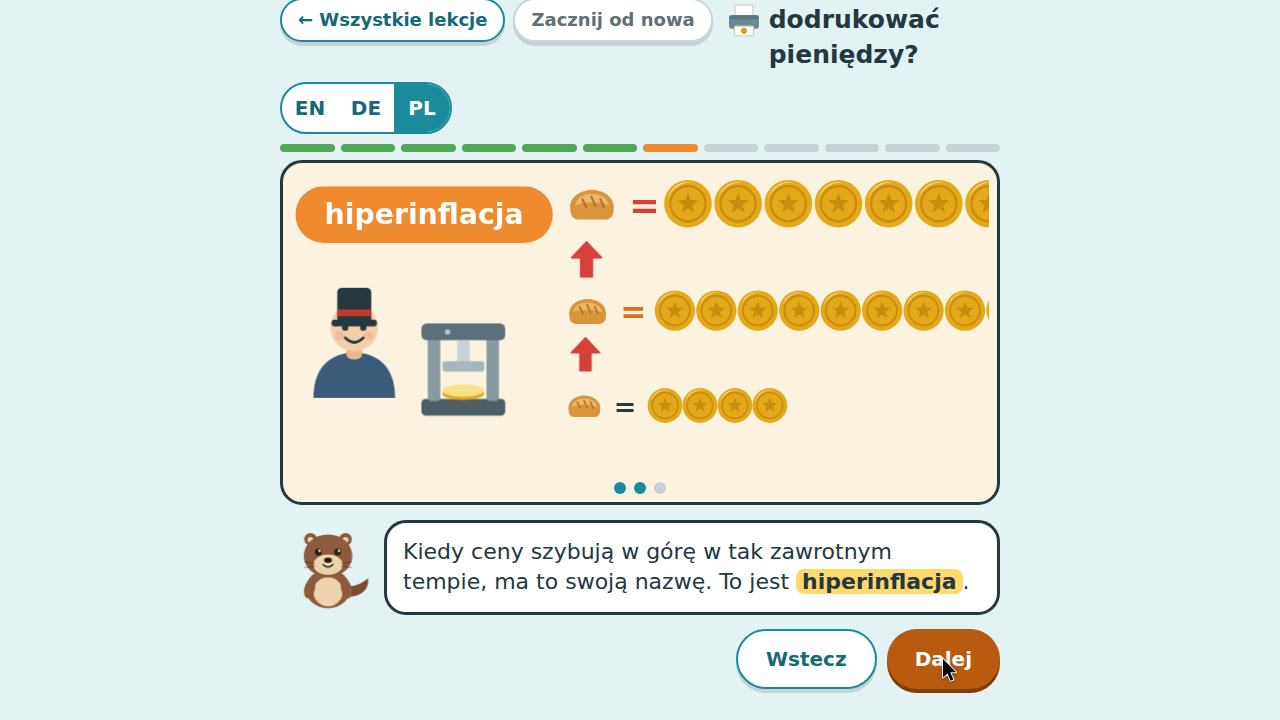 ← Wszystkie lekcje
Zacznij od nowa
dodrukować
pieniędzy?
EN DE PL
hiperinflacja
=
=
=
Kiedy ceny szybują w górę w tak zawrotnym
tempie, ma to swoją nazwę. To jest hiperinflacja.
Wstecz
Dalej